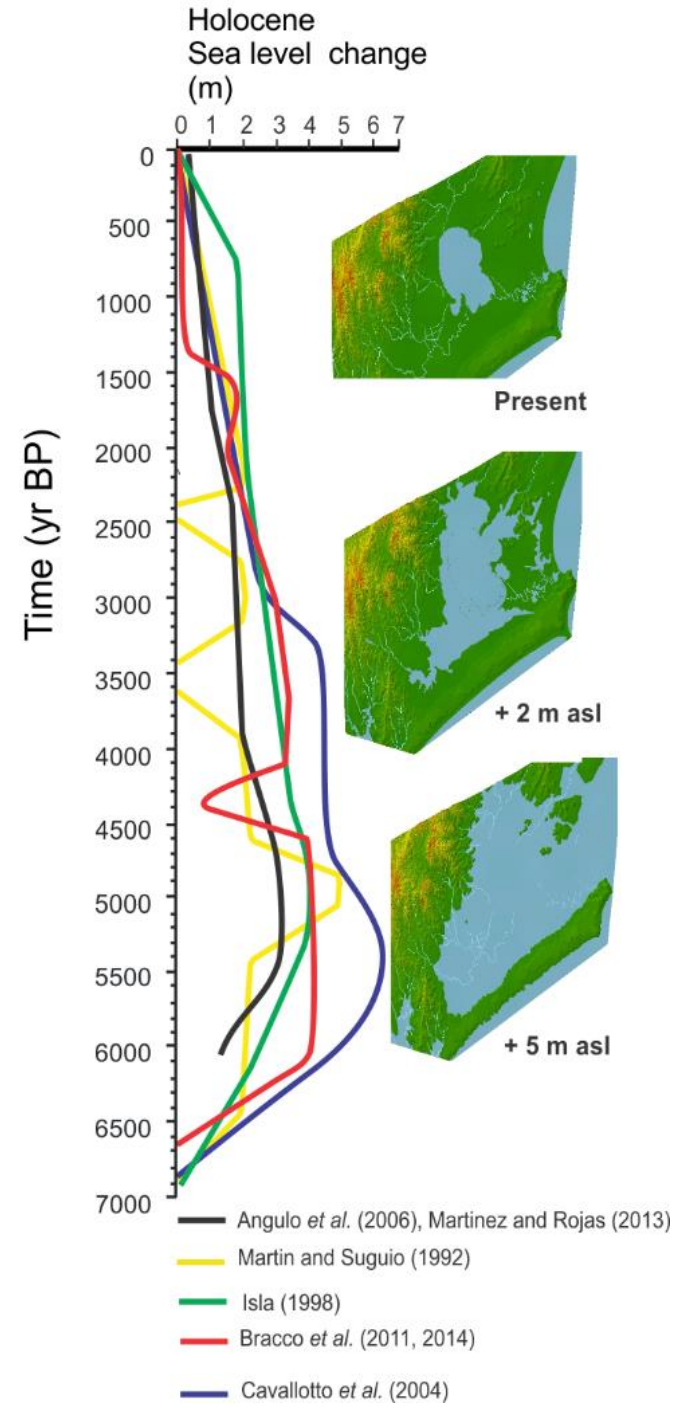 Holocene
Sea level change
(m)
0 1 2 3 4 5 6 7
0
500
1000
1500
2000
2500
3000
3500
4000
4500
5000
5500
6000
6500
7000
Time (yr BP)
Present
+ 2 m asl
+ 5 m asl
Angulo et al. (2006), Martinez and Rojas (2013)
Martin and Suguio (1992)
Isla (1998)
Bracco et al. (2011, 2014)
Cavallotto et al. (2004)